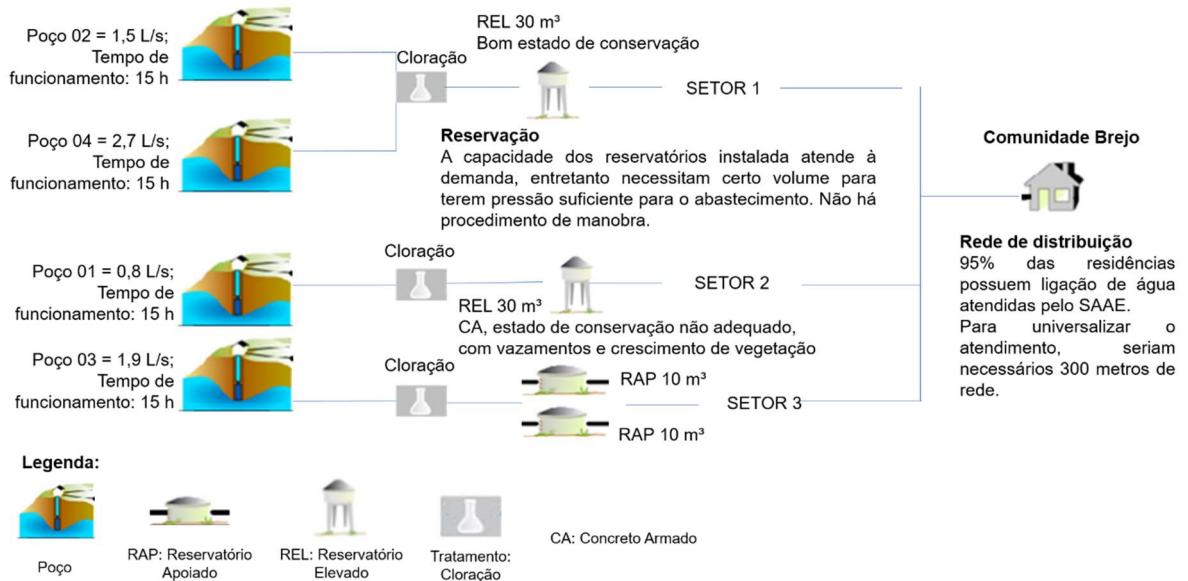 Poço 02 = 1,5 L/s;
Tempo de
funcionamento: 15 h
Poço 04 = 2,7 L/s;
Tempo de
funcionamento: 15 h
Cloração
REL 30 m³
Bom estado de conservação
SETOR 1
Reservação
A capacidade dos reservatórios instalada atende à
demanda, entretanto necessitam certo volume para
terem pressão suficiente para o abastecimento. Não há
procedimento de manobra.
Comunidade Brejo
Rede de distribuição
95% das residências
possuem ligação de água
atendidas pelo SAAE.
Para universalizar o
atendimento, seriam
necessários 300 metros de
rede.
Poço 01 = 0,8 L/s;
Tempo de
funcionamento: 15 h
Cloração
SETOR 2
REL 30 m³
CA, estado de conservação não adequado,
com vazamentos e crescimento de vegetação
Poço 03 = 1,9 L/s;
Tempo de
funcionamento: 15 h
Cloração
RAP 10 m³
SETOR 3
RAP 10 m³
Legenda:
Poço
RAP: Reservatório
Apoiado
REL: Reservatório
Elevado
Tratamento:
Cloração
CA: Concreto Armado